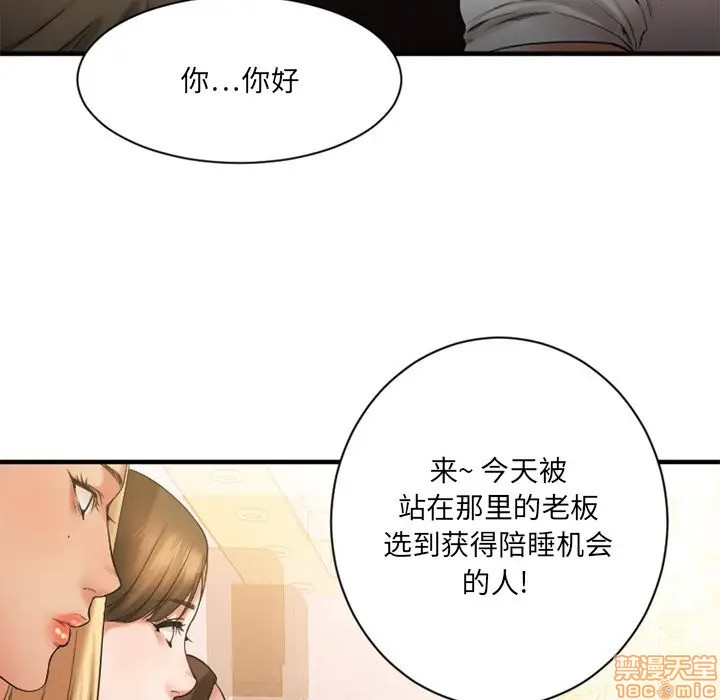 你...你好
来~ 今天被
站在那里的老板
选到获得陪睡机会
的人!
禁漫天堂
18comic